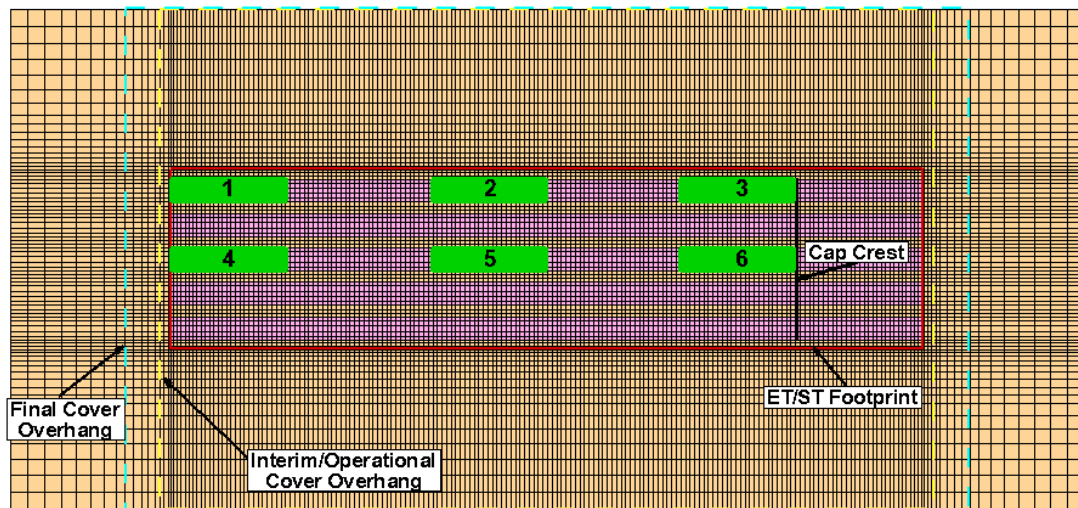 1
2
3
4
5
6
Cap Crest
ET/ST Footprint
Final Cover
Overhang
Interim/Operational
Cover Overhang